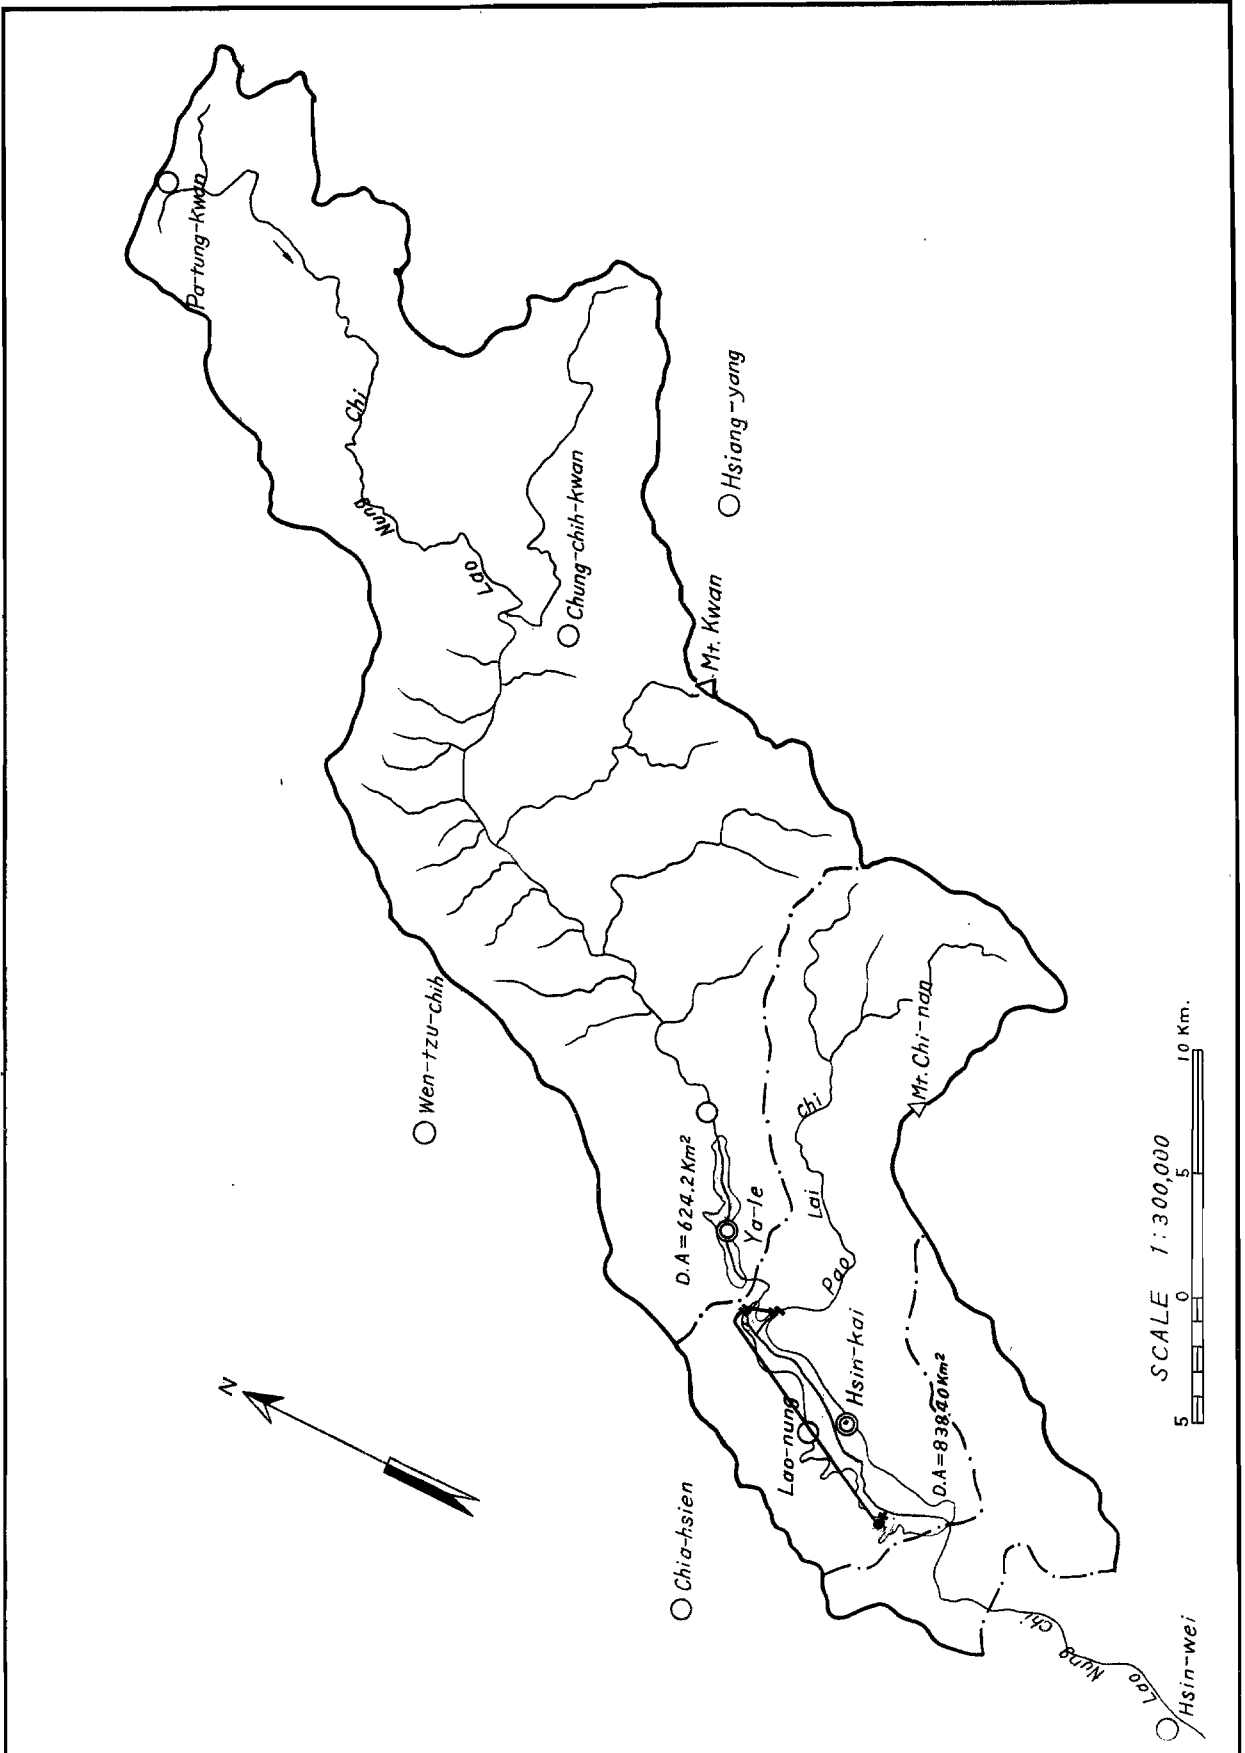 Pa-tung-kwan
Chi
Nung
Lao
Chung-chih-kwan
Hsiang-yang
Mt. Kwan
Wen-tzu-chih
Mt. Chi-nan
Chi
Lai
Pao
D.A = 624.2 Km²
Ya-le
N
Hsin-kai
Lao-nung
D.A = 838.40 Km²
Chia-hsien
Chi
Nung
Lao
Hsin-wei
SCALE 1:300,000
5 0 5 10 Km.